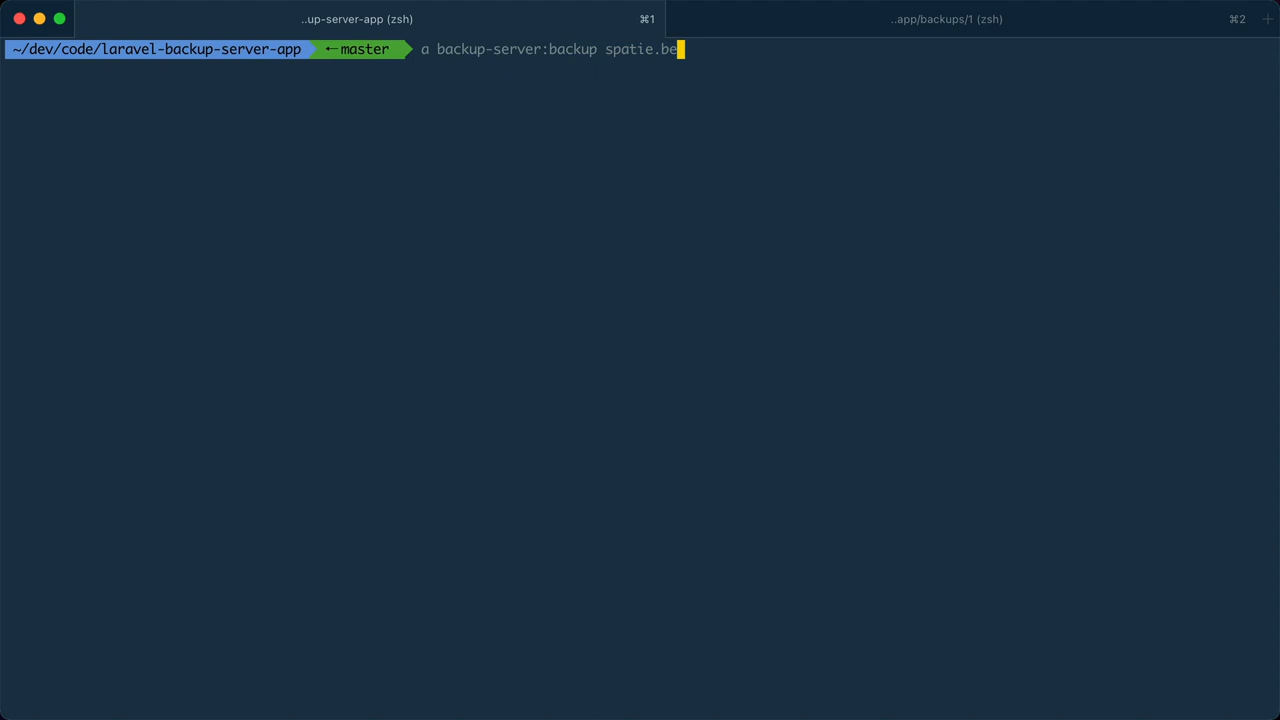 ..up-server-app (zsh) ⌘1 ..app/backups/1 (zsh) ⌘2 +
~/dev/code/laravel-backup-server-app ←master a backup-server:backup spatie.be